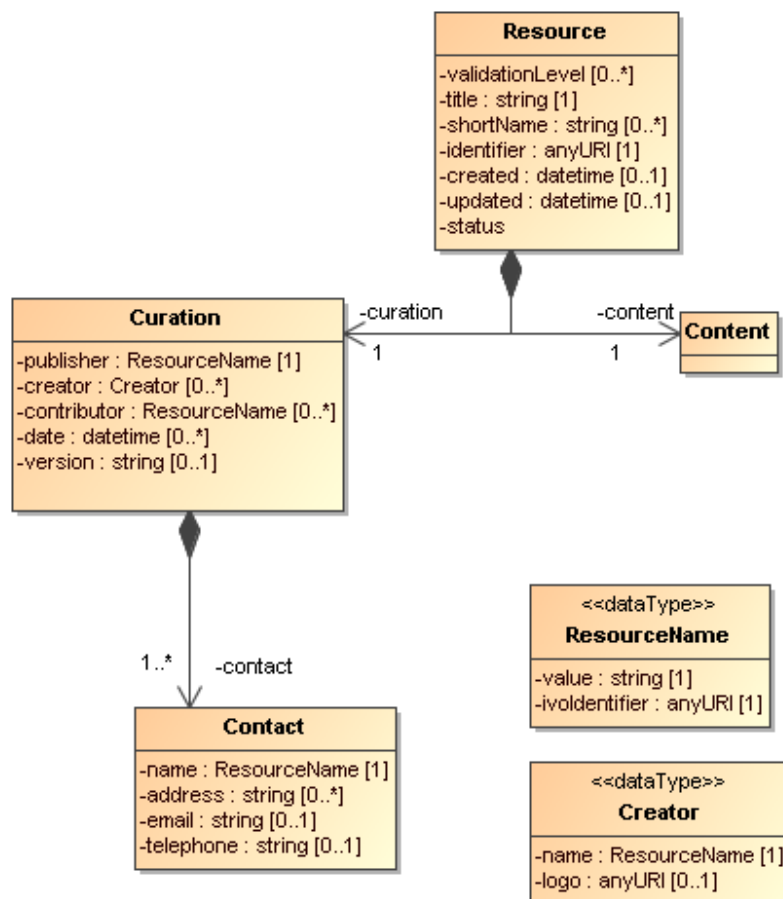 Resource
-validationLevel [0..*]
-title : string [1]
-shortName : string [0..*]
-identifier : anyURI [1]
-created : datetime [0..1]
-updated : datetime [0..1]
-status
-curation
1
-content
1
Curation
-publisher : ResourceName [1]
-creator : Creator [0..*]
-contributor : ResourceName [0..*]
-date : datetime [0..*]
-version : string [0..1]
Content
1..*
-contact
Contact
-name : ResourceName [1]
-address : string [0..*]
-email : string [0..1]
-telephone : string [0..1]
<<dataType>>
ResourceName
-value : string [1]
-ivoIdentifier : anyURI [1]
<<dataType>>
Creator
-name : ResourceName [1]
-logo : anyURI [0..1]